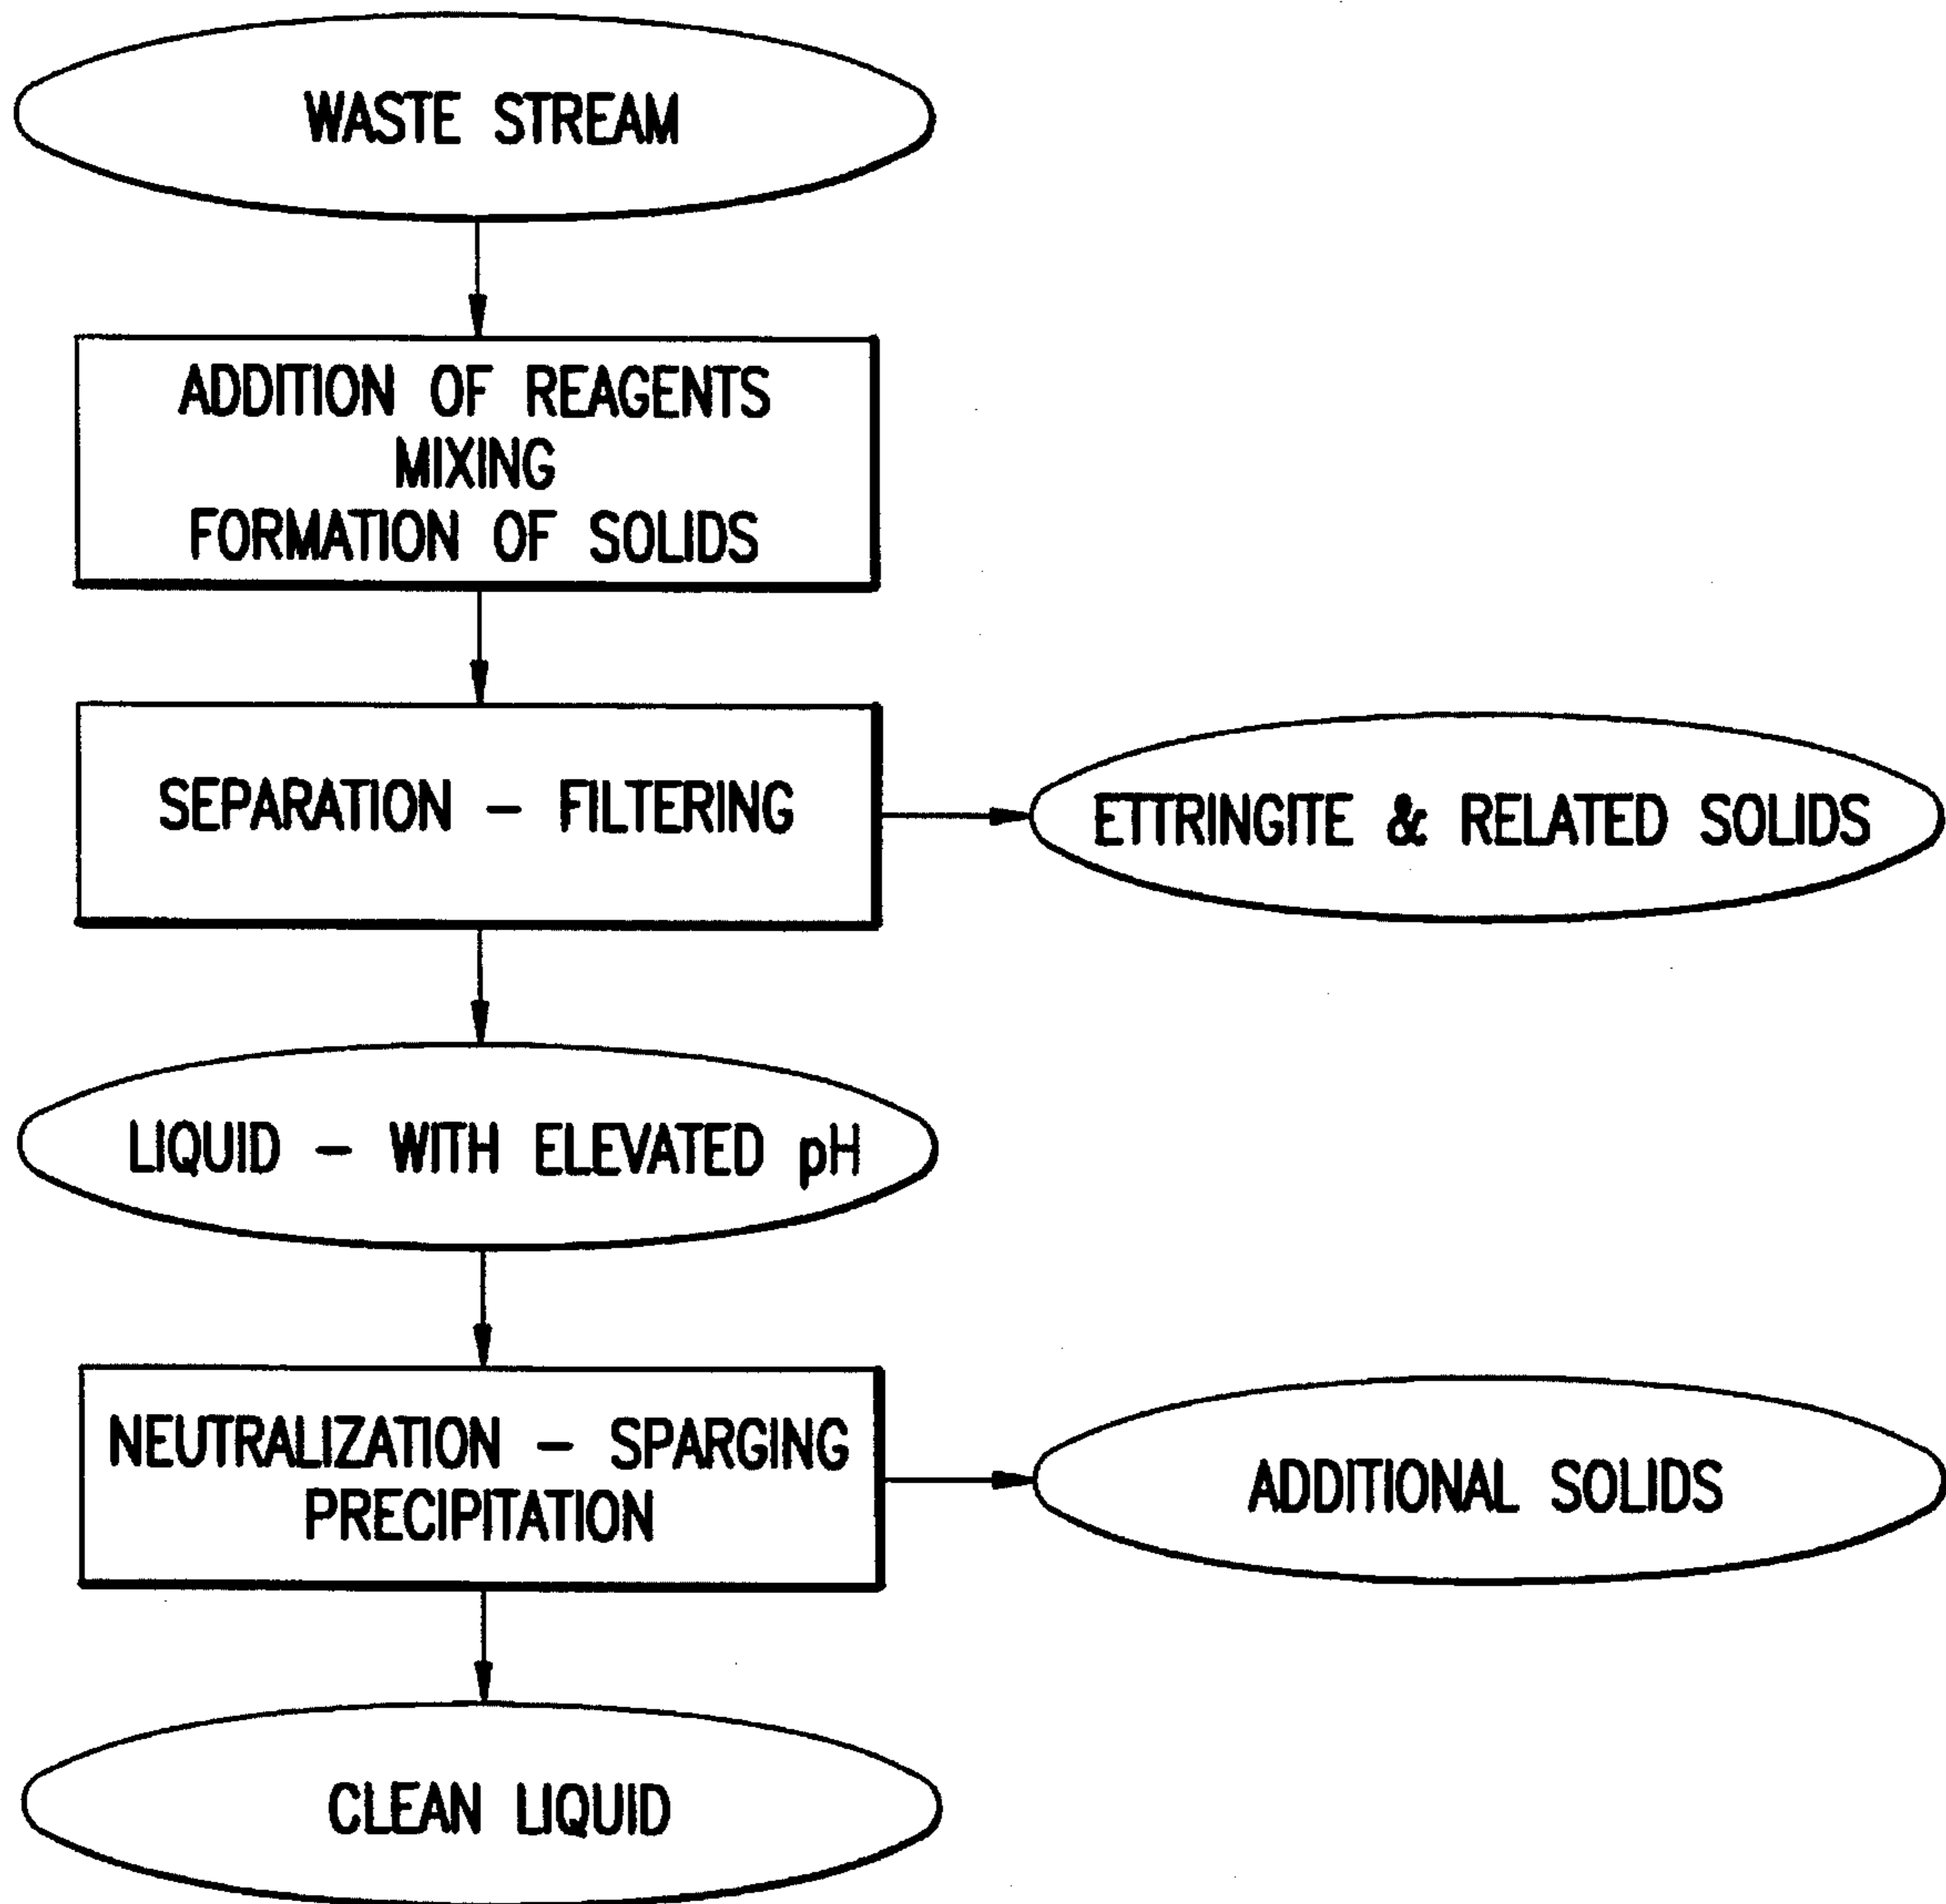 WASTE STREAM
ADDITION OF REAGENTS
MIXING
FORMATION OF SOLIDS
SEPARATION – FILTERING
ETTRINGITE & RELATED SOLIDS
LIQUID – WITH ELEVATED pH
NEUTRALIZATION – SPARGING
PRECIPITATION
ADDITIONAL SOLIDS
CLEAN LIQUID